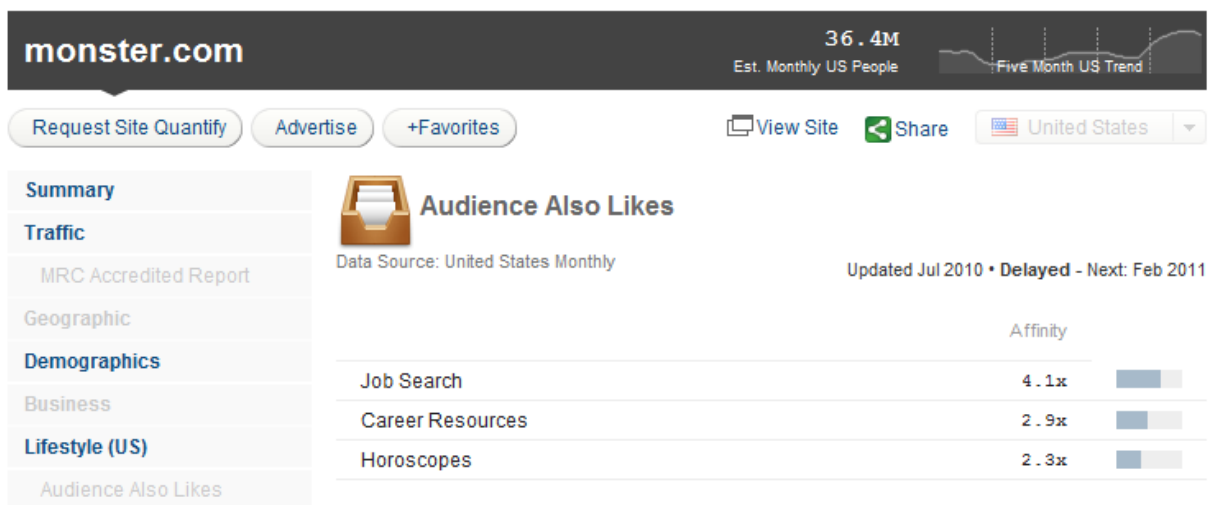 monster.com
36.4M
Est. Monthly US People
Five Month US Trend
Request Site Quantify
Advertise
+Favorites
View Site
Share
United States
Summary
Traffic
MRC Accredited Report
Geographic
Demographics
Business
Lifestyle (US)
Audience Also Likes
Audience Also Likes
Data Source: United States Monthly
Updated Jul 2010 • Delayed - Next: Feb 2011
Affinity
Job Search 4.1x
Career Resources 2.9x
Horoscopes 2.3x